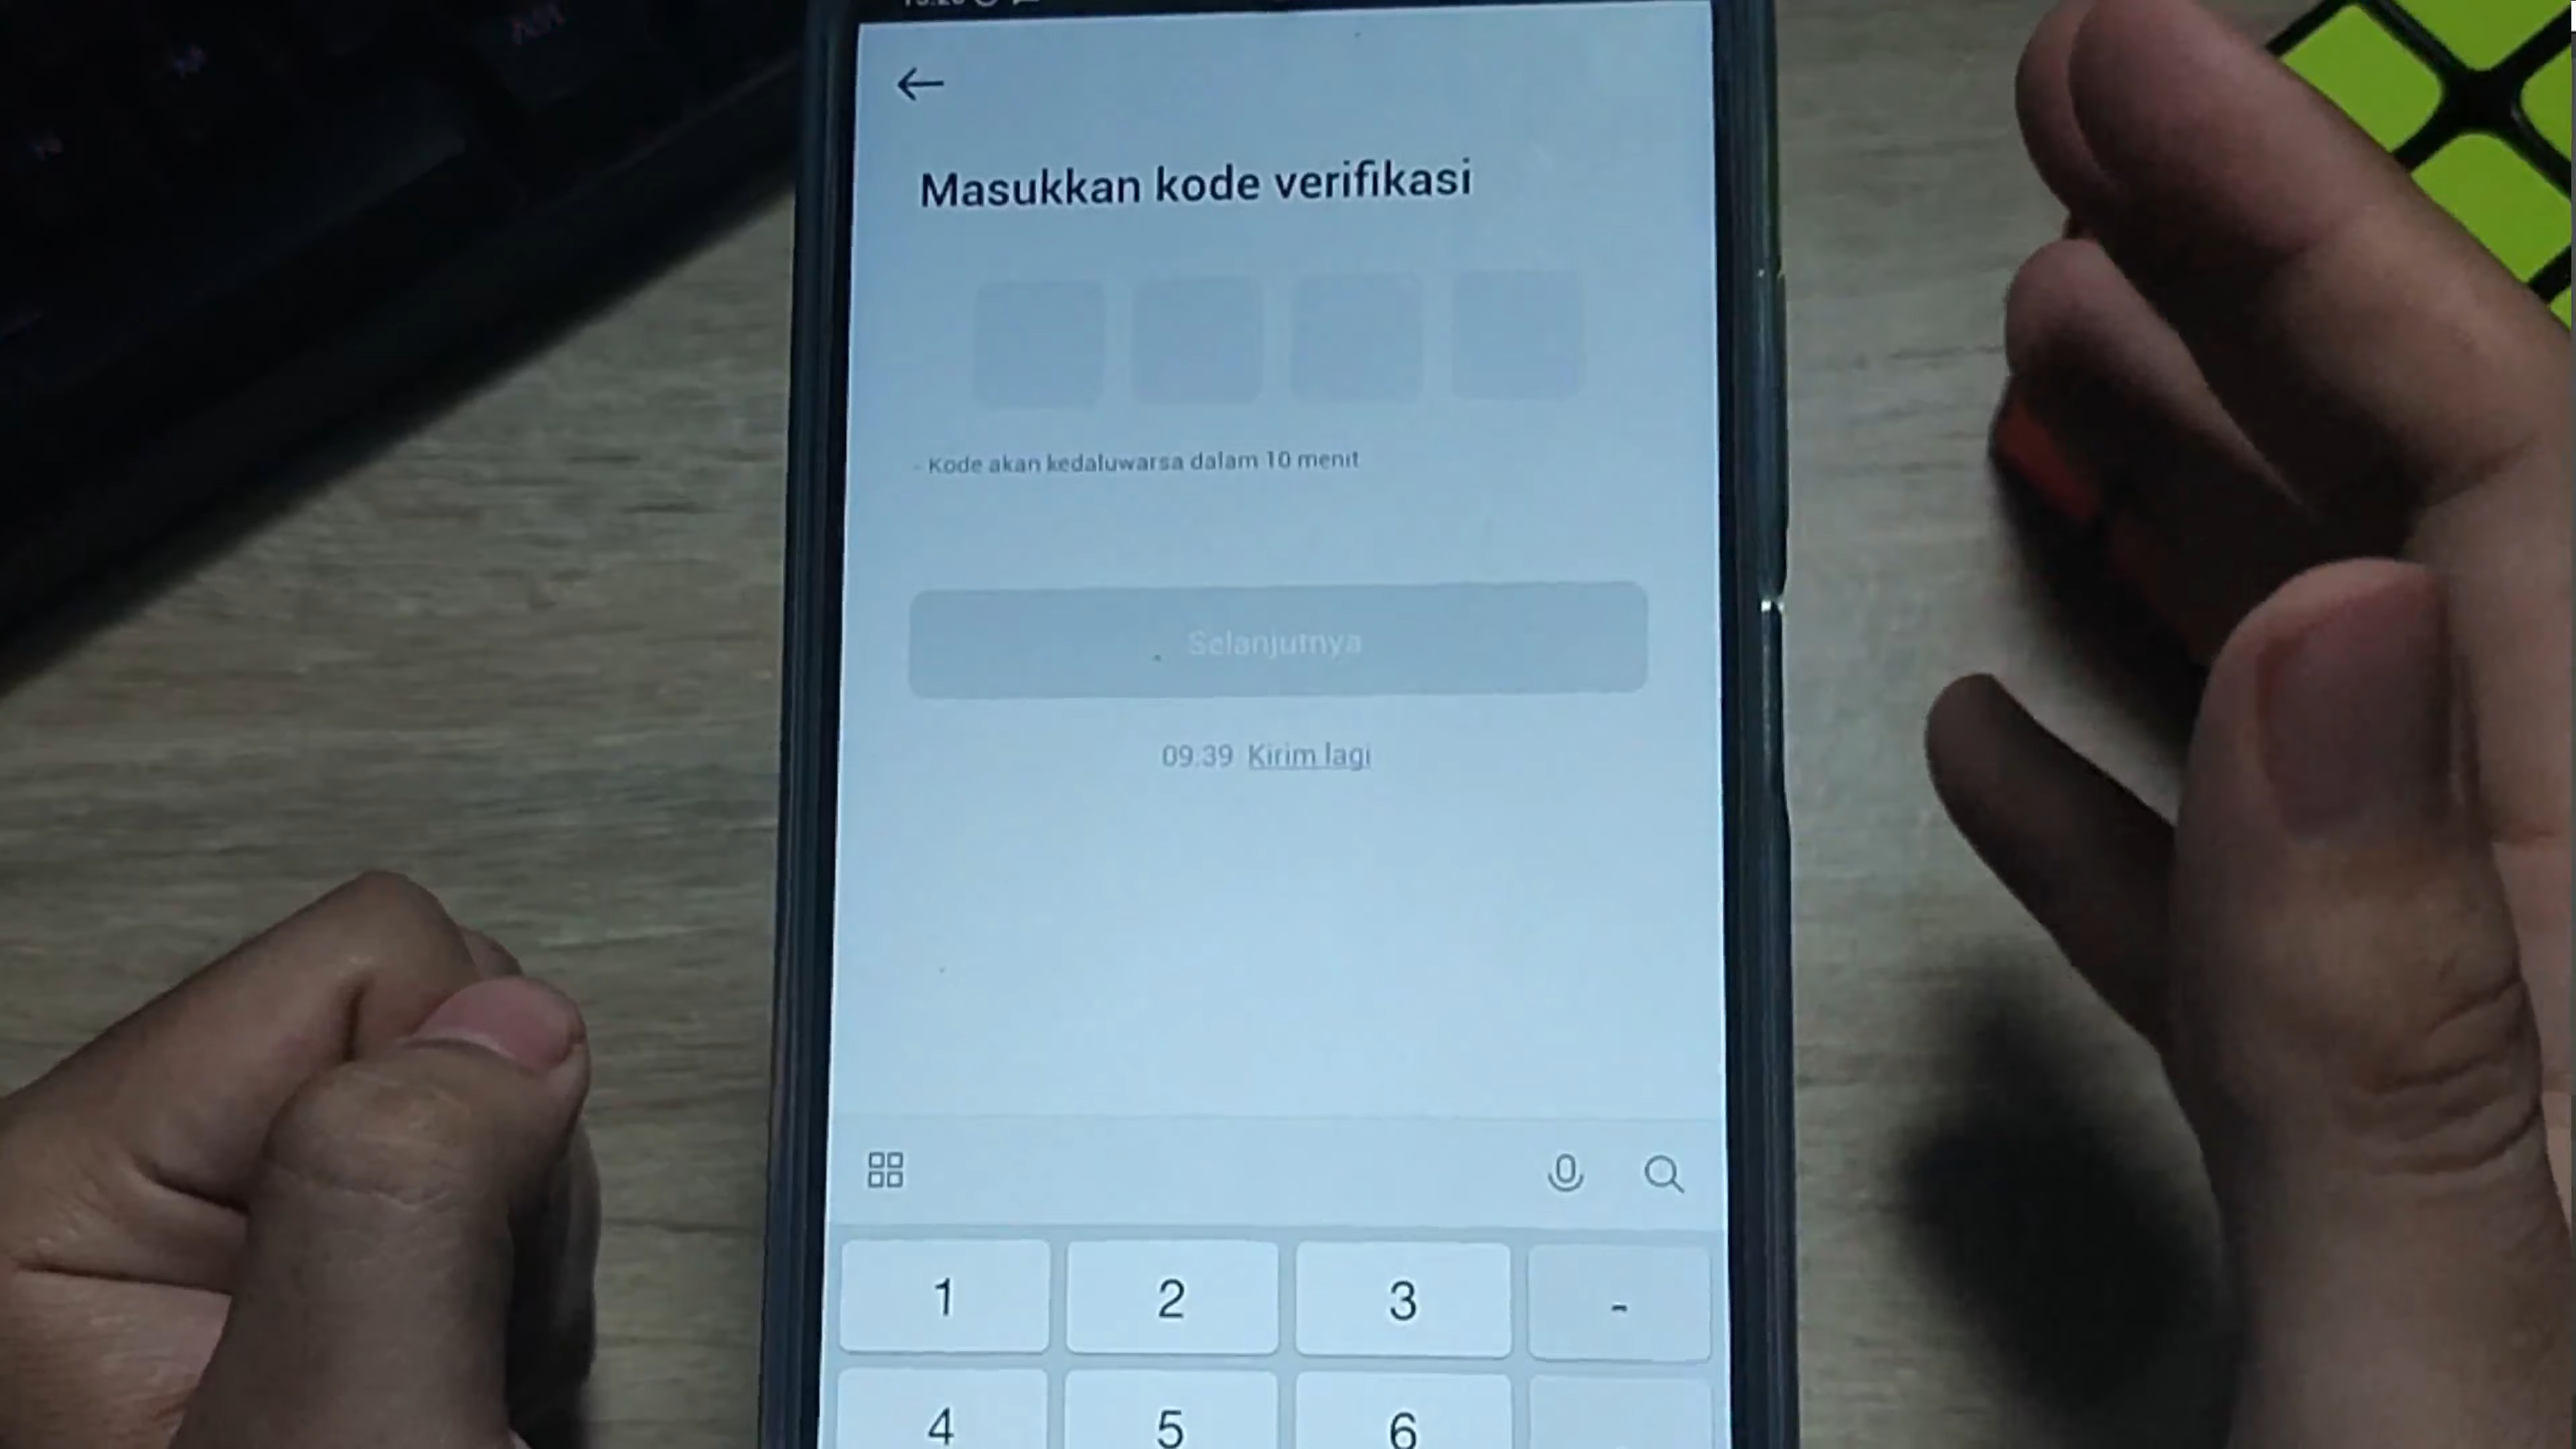 Masukkan kode verifikasi
- Kode akan kedaluwarsa dalam 10 menit
Selanjutnya
09:39 Kirim lagi
1 2 3 -
4 5 6